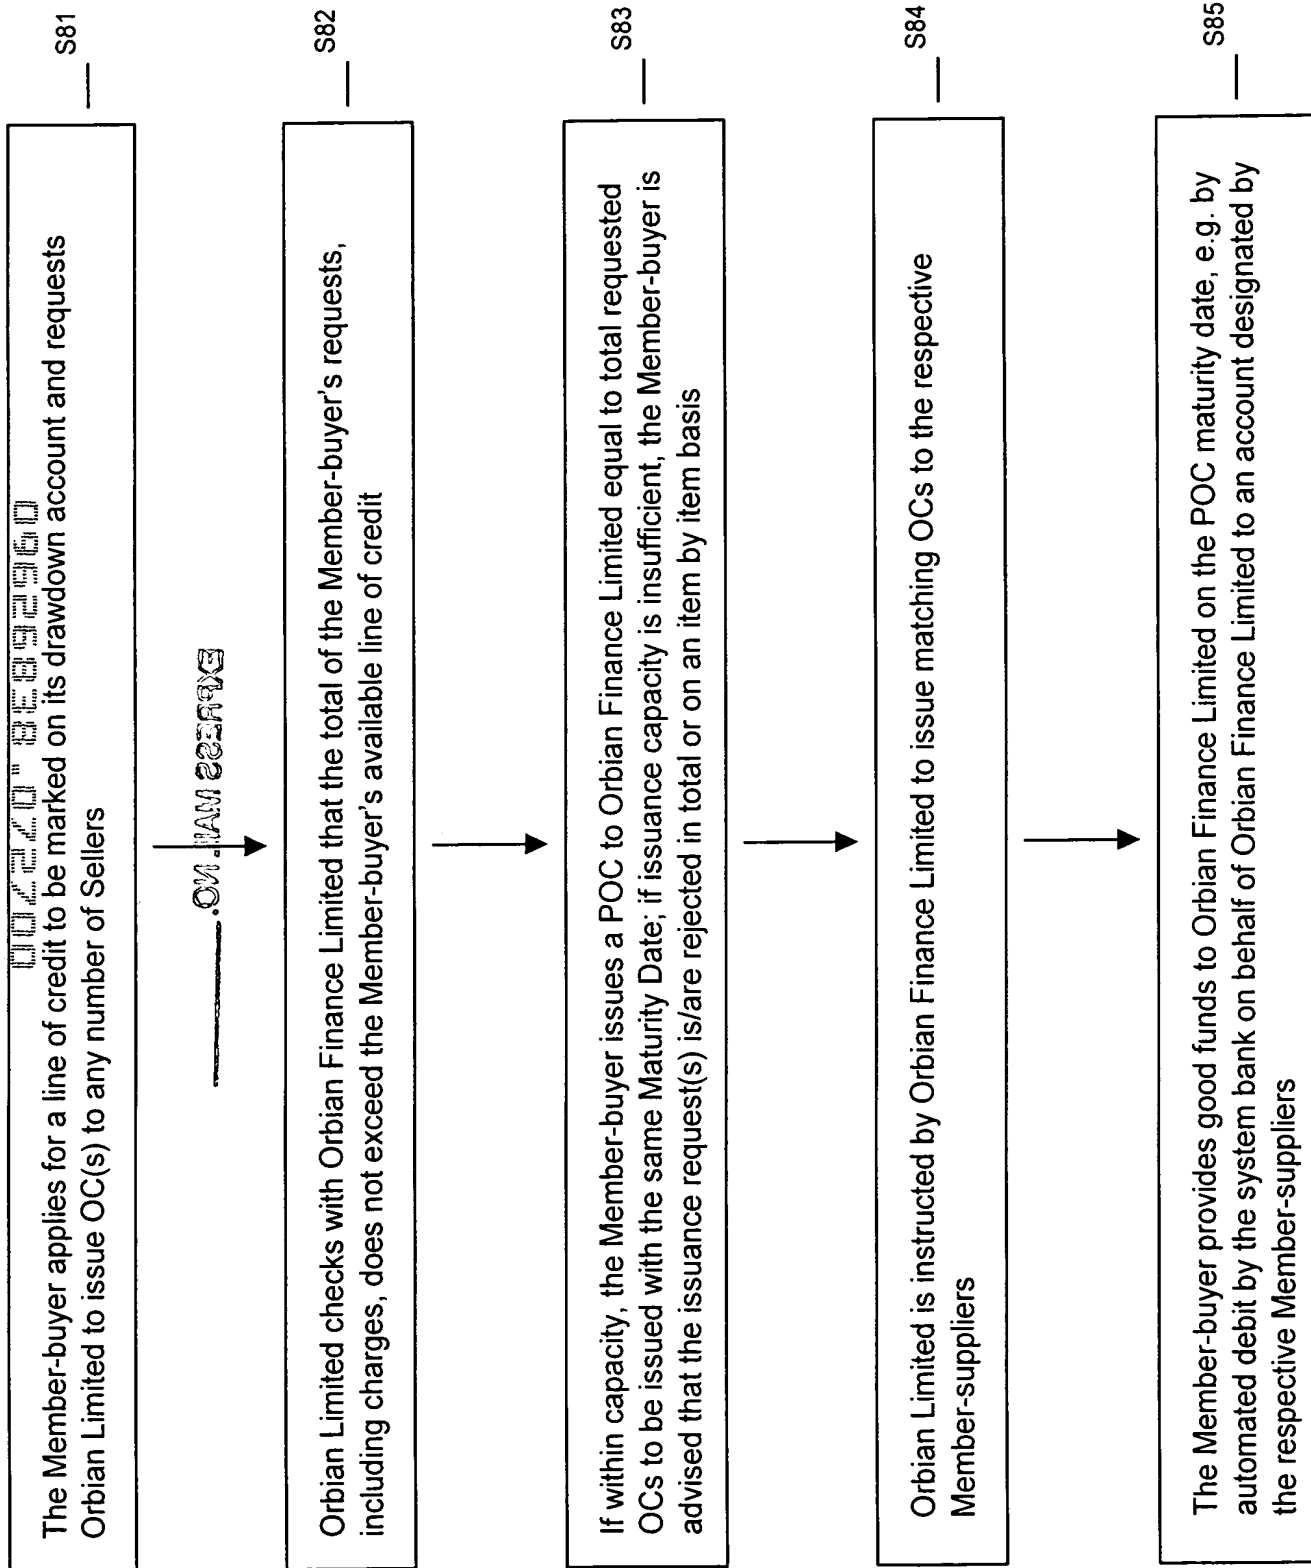 09625838 . 072700
The Member-buyer applies for a line of credit to be marked on its drawdown account and requests
Orbian Limited to issue OC(s) to any number of Sellers
S81
EXPRESS MAIL NO.
Orbian Limited checks with Orbian Finance Limited that the total of the Member-buyer's requests,
including charges, does not exceed the Member-buyer's available line of credit
S82
If within capacity, the Member-buyer issues a POC to Orbian Finance Limited equal to total requested
OCs to be issued with the same Maturity Date; if issuance capacity is insufficient, the Member-buyer is
advised that the issuance request(s) is/are rejected in total or on an item by item basis
S83
Orbian Limited is instructed by Orbian Finance Limited to issue matching OCs to the respective
Member-suppliers
S84
The Member-buyer provides good funds to Orbian Finance Limited on the POC maturity date, e.g. by
automated debit by the system bank on behalf of Orbian Finance Limited to an account designated by
the respective Member-suppliers
S85